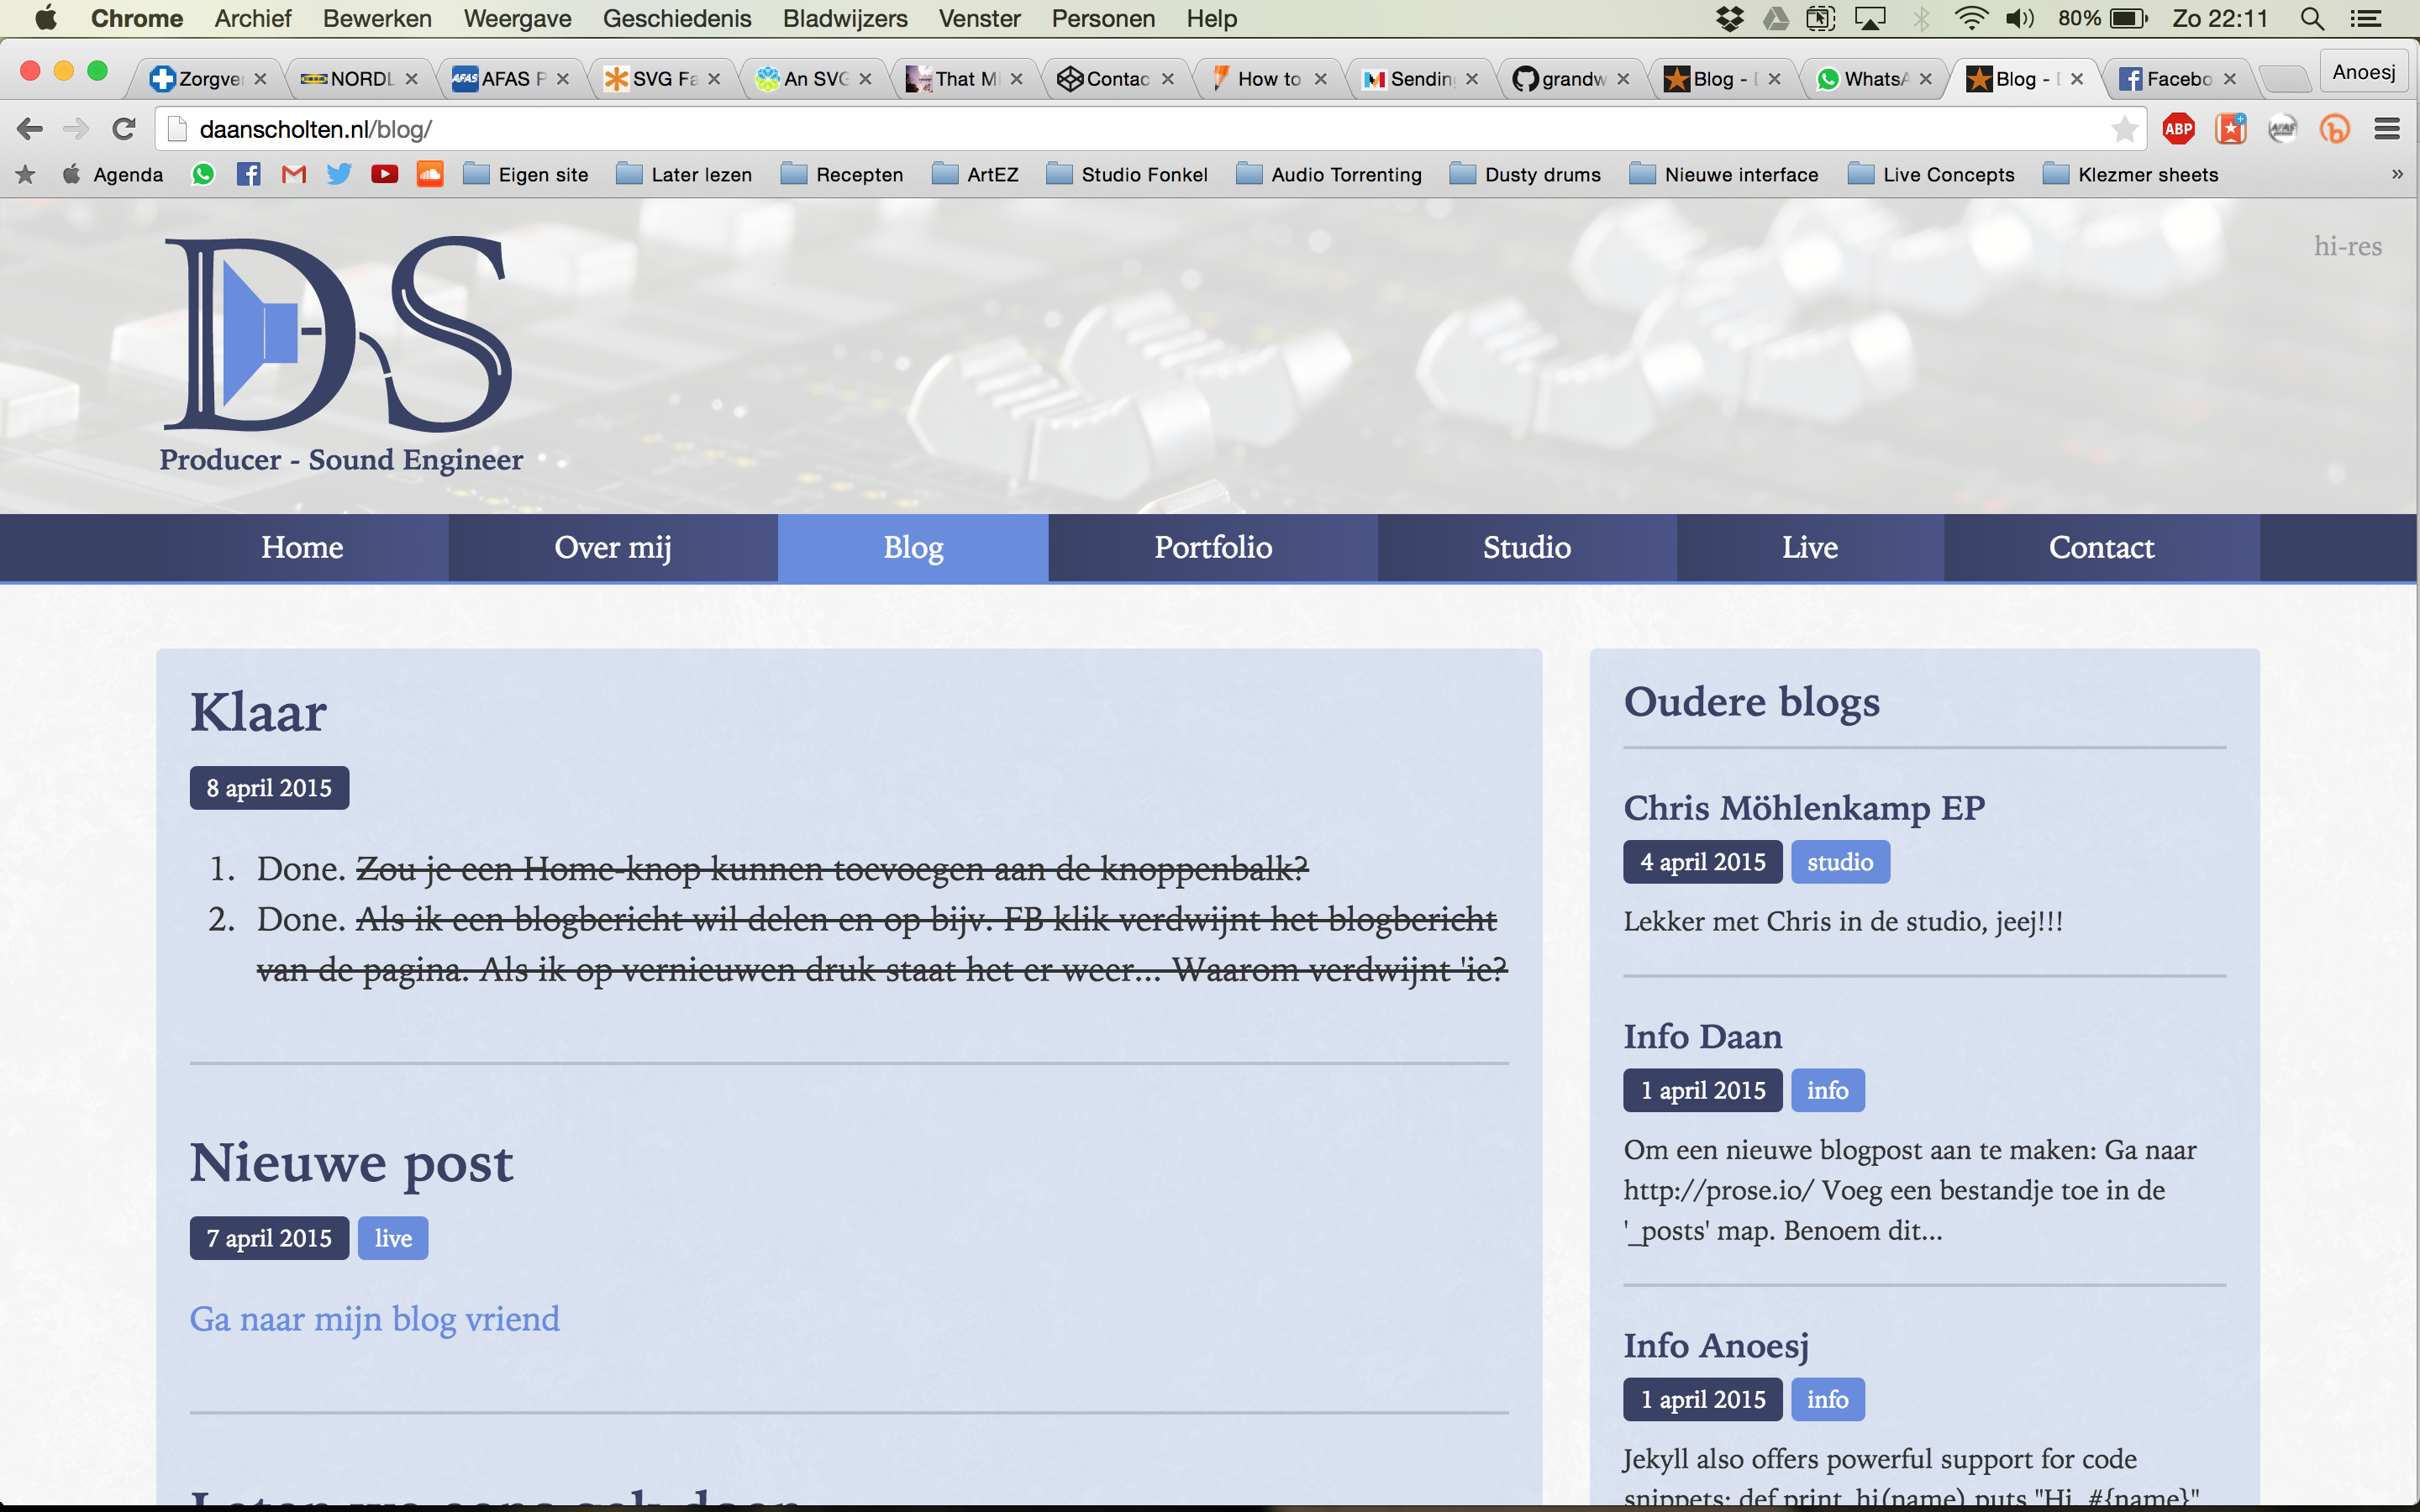 Chrome Archief Bewerken Weergave Geschiedenis Bladwijzers Venster Personen Help 80% Zo 22:11
Zorgve NORDL AFAS P SVG Fa An SVG That Mi Contac How to Sending grandw Blog - WhatsA Blog - Facebo Anoesj
daanscholten.nl/blog/ ABP
Agenda Eigen site Later lezen Recepten ArtEZ Studio Fonkel Audio Torrenting Dusty drums Nieuwe interface Live Concepts Klezmer sheets »
hi-res
DS
Producer - Sound Engineer
Home Over mij Blog Portfolio Studio Live Contact
Klaar
8 april 2015
1. Done. Zou je een Home-knop kunnen toevoegen aan de knoppenbalk?
2. Done. Als ik een blogbericht wil delen en op bijv. FB klik verdwijnt het blogbericht
van de pagina. Als ik op vernieuwen druk staat het er weer... Waarom verdwijnt 'ie?
Nieuwe post
7 april 2015 live
Ga naar mijn blog vriend
Laten we eens gek doen
Oudere blogs
Chris Möhlenkamp EP
4 april 2015 studio
Lekker met Chris in de studio, jeej!!!
Info Daan
1 april 2015 info
Om een nieuwe blogpost aan te maken: Ga naar
http://prose.io/ Voeg een bestandje toe in de
'_posts' map. Benoem dit...
Info Anoesj
1 april 2015 info
Jekyll also offers powerful support for code
snippets: def print_hi(name) puts "Hi, #{name}"